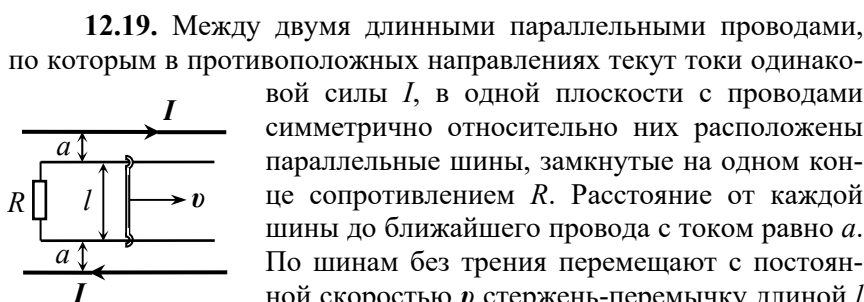 12.19. Между двумя длинными параллельными проводами,
по которым в противоположных направлениях текут токи одинако-
вой силы I, в одной плоскости с проводами
симметрично относительно них расположены
параллельные шины, замкнутые на одном кон-
це сопротивлением R. Расстояние от каждой
шины до ближайшего провода с током равно a.
По шинам без трения перемещают с постоян-
ной скоростью v стержень-перемычку длиной l
I
a
R
l
v
a
I